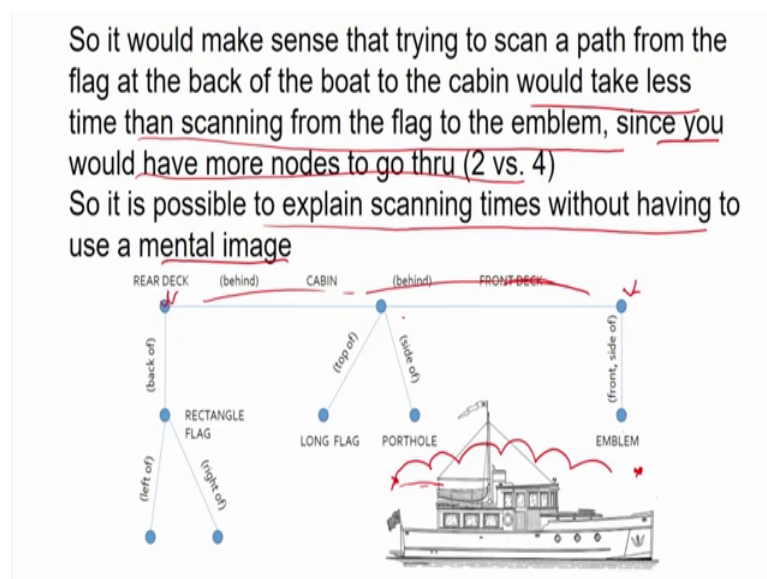 So it would make sense that trying to scan a path from the
flag at the back of the boat to the cabin would take less
time than scanning from the flag to the emblem, since you
would have more nodes to go thru (2 vs. 4)
So it is possible to explain scanning times without having to
use a mental image
REAR DECK (behind) CABIN (behind) FRONT DECK
(back of)
(top of)
(side of)
(front, side of)
RECTANGLE
FLAG
LONG FLAG PORTHOLE EMBLEM
(left of)
(right of)